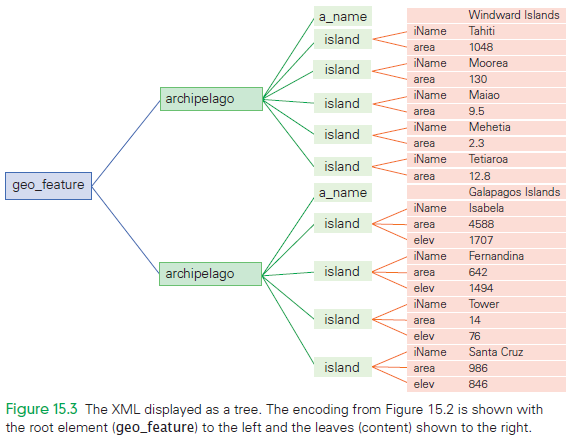 a_name Windward Islands
island
iName Tahiti
area 1048
island
iName Moorea
area 130
archipelago
island
iName Maiao
area 9.5
island
iName Mehetia
area 2.3
island
iName Tetiaroa
area 12.8
geo_feature
a_name Galapagos Islands
island
iName Isabela
area 4588
elev 1707
archipelago
island
iName Fernandina
area 642
elev 1494
island
iName Tower
area 14
elev 76
island
iName Santa Cruz
area 986
elev 846
Figure 15.3 The XML displayed as a tree. The encoding from Figure 15.2 is shown with
the root element (geo_feature) to the left and the leaves (content) shown to the right.